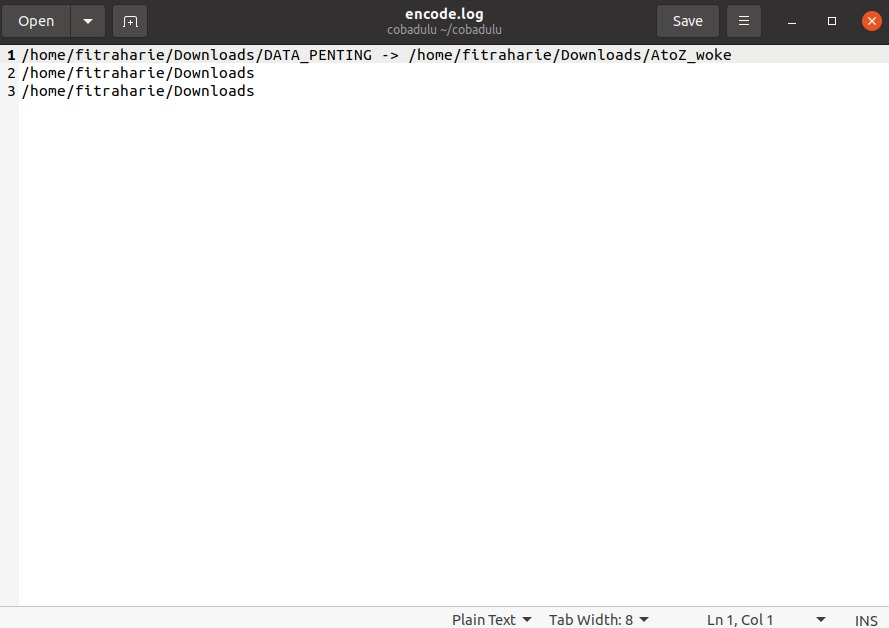 Open
encode.log
cobadulu ~/cobadulu
Save
1 /home/fitraharie/Downloads/DATA_PENTING -> /home/fitraharie/Downloads/AtoZ_woke
2 /home/fitraharie/Downloads
3 /home/fitraharie/Downloads
Plain Text Tab Width: 8 Ln 1, Col 1 INS